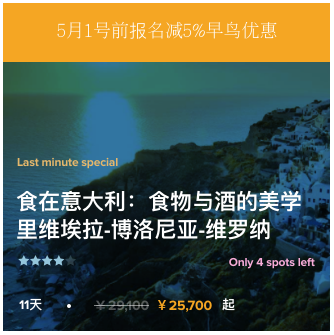 5月1号前报名减5%早鸟优惠
Last minute special
食在意大利：食物与酒的美学
里维埃拉-博洛尼亚-维罗纳
Only 4 spots left
11天 • ￥29,100 ￥25,700 起